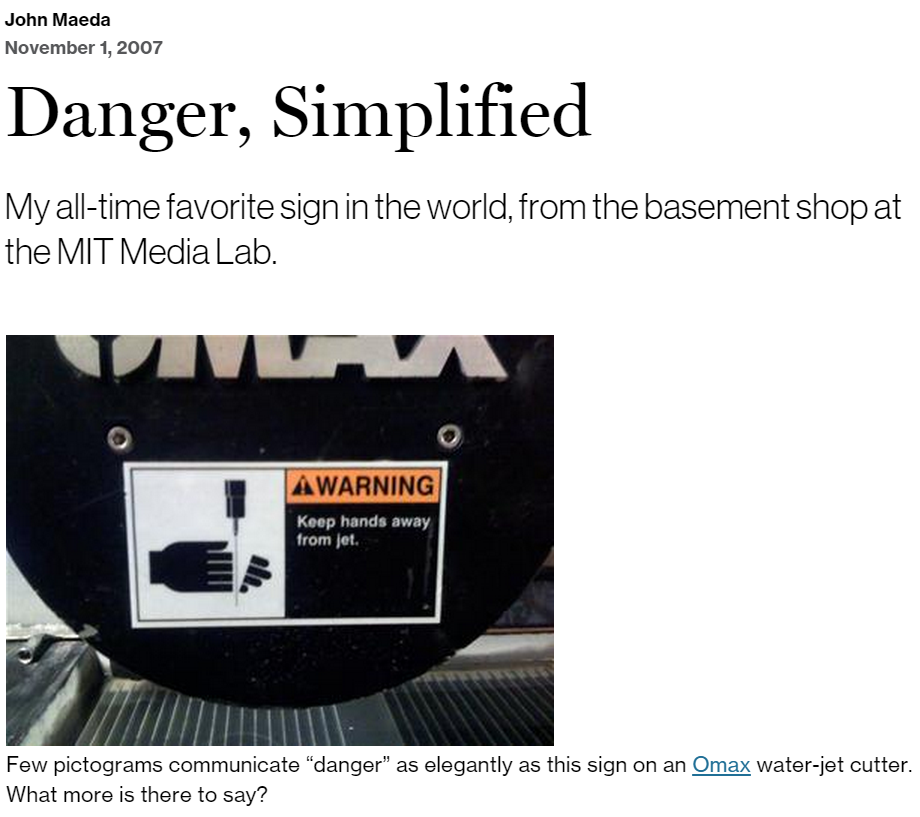 John Maeda
November 1, 2007
Danger, Simplified
My all-time favorite sign in the world, from the basement shop at
the MIT Media Lab.
OMAX
WARNING
Keep hands away
from jet.
Few pictograms communicate “danger” as elegantly as this sign on an Omax water-jet cutter.
What more is there to say?